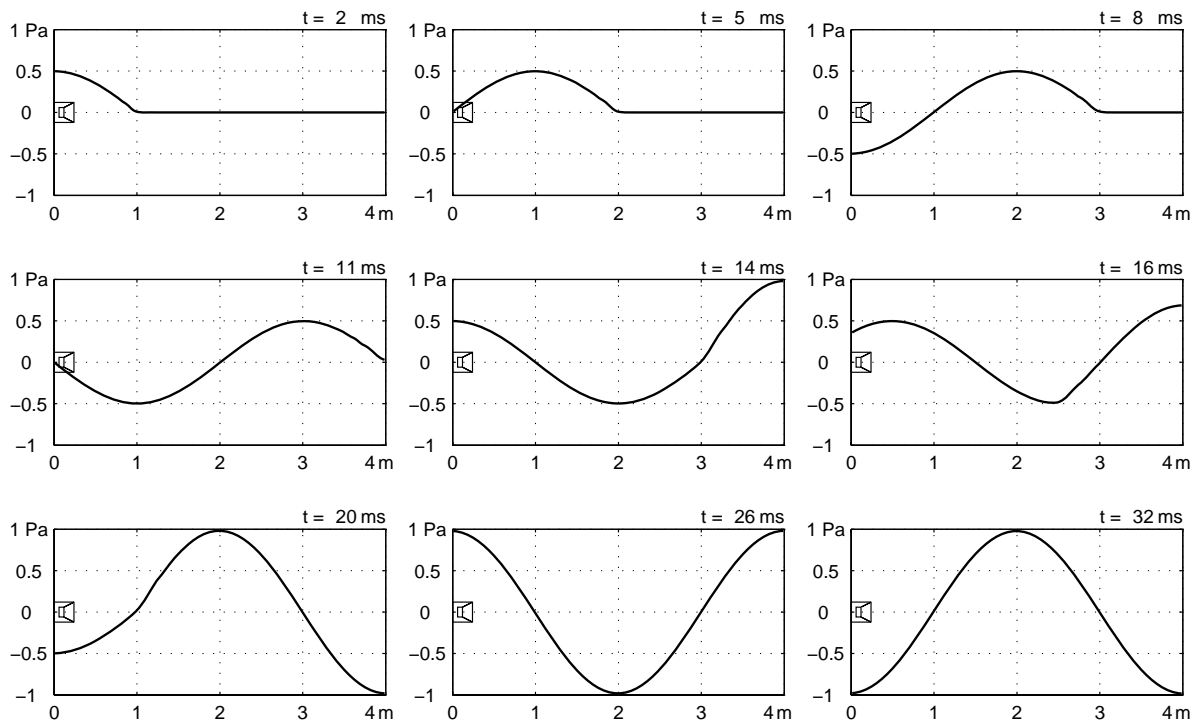 t = 2 ms t = 5 ms t = 8 ms
1 Pa 1 Pa 1 Pa
0.5 0.5 0.5
0 0 0
−0.5 −0.5 −0.5
−1 −1 −1
0 1 2 3 4 m 0 1 2 3 4 m 0 1 2 3 4 m
t = 11 ms t = 14 ms t = 16 ms
1 Pa 1 Pa 1 Pa
0.5 0.5 0.5
0 0 0
−0.5 −0.5 −0.5
−1 −1 −1
0 1 2 3 4 m 0 1 2 3 4 m 0 1 2 3 4 m
t = 20 ms t = 26 ms t = 32 ms
1 Pa 1 Pa 1 Pa
0.5 0.5 0.5
0 0 0
−0.5 −0.5 −0.5
−1 −1 −1
0 1 2 3 4 m 0 1 2 3 4 m 0 1 2 3 4 m